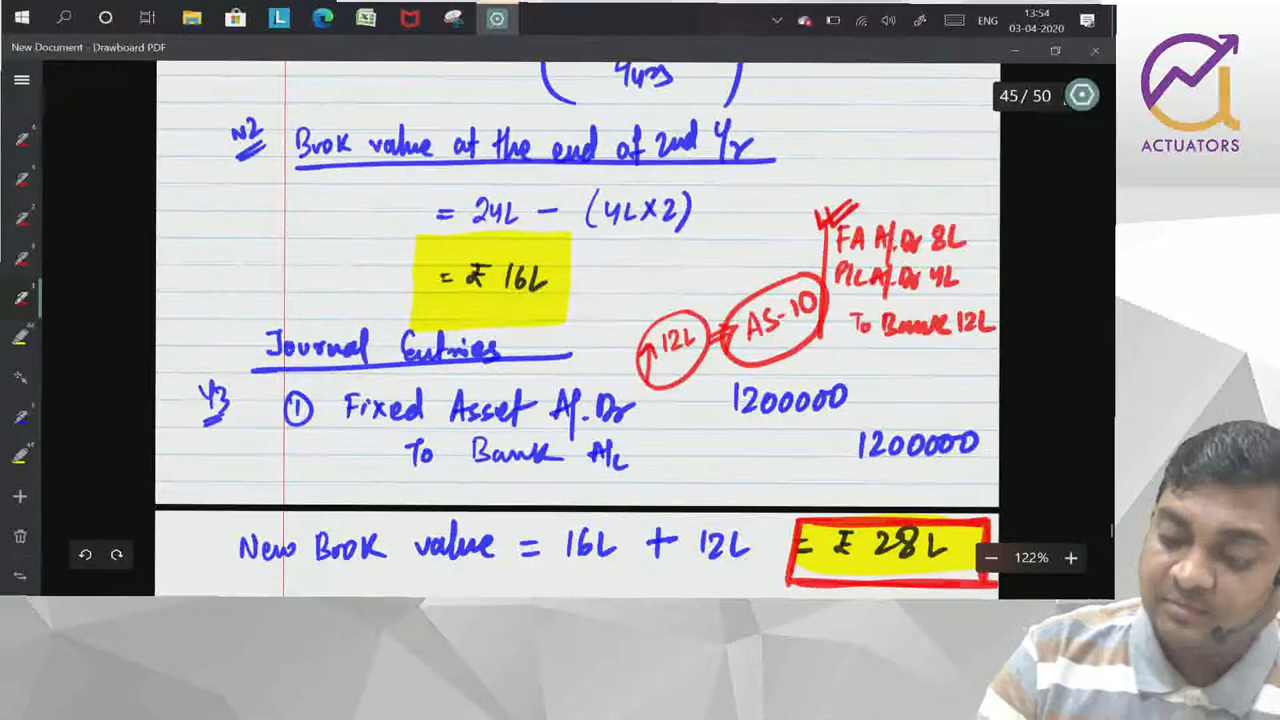 13:54
ENG
03-04-2020
New Document - Drawboard PDF
45 / 50
4yrs
N2 Book value at the end of 2nd Yr
= 24L - (4L×2)
= ₹ 16L
FA A/. Dr 8L
P/L A/. Dr 4L
To Bank 12L
↑ 12L ⇒ AS-10
Journal Entries
Y3 ① Fixed Asset A/. Dr 1200000
To Bank A/c 1200000
New Book value = 16L + 12L = ₹ 28L
122%
ACTUATORS